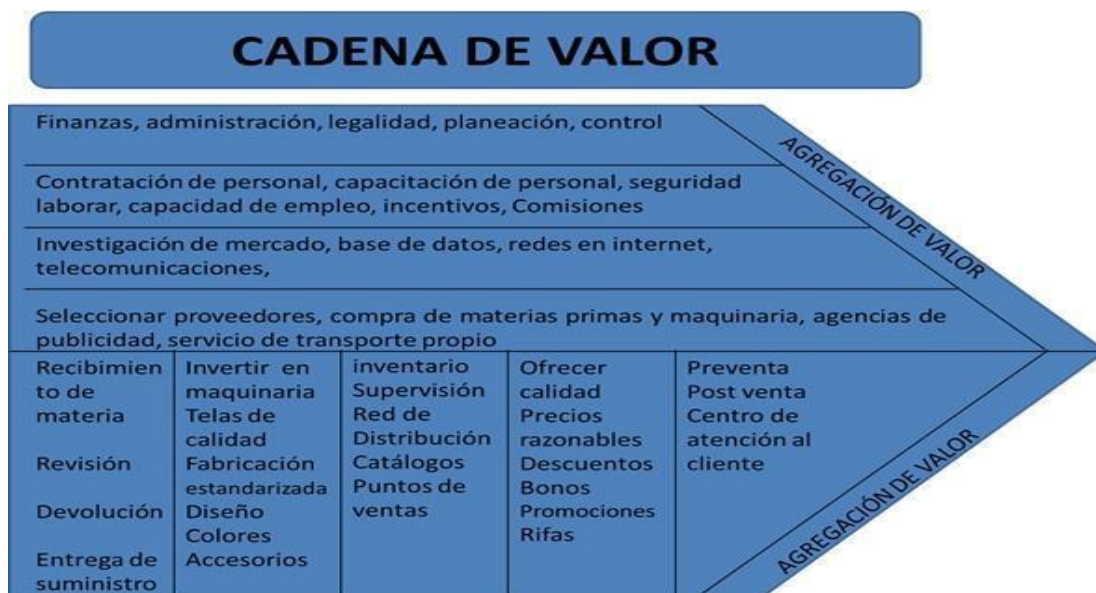 CADENA DE VALOR
Finanzas, administración, legalidad, planeación, control
Contratación de personal, capacitación de personal, seguridad
laborar, capacidad de empleo, incentivos, Comisiones
Investigación de mercado, base de datos, redes en internet,
telecomunicaciones,
Seleccionar proveedores, compra de materias primas y maquinaria, agencias de
publicidad, servicio de transporte propio
AGREGACIÓN DE VALOR
Recibimien
to de
materia
Revisión
Devolución
Entrega de
suministro
Invertir en
maquinaria
Telas de
calidad
Fabricación
estandarizada
Diseño
Colores
Accesorios
inventario
Supervisión
Red de
Distribución
Catálogos
Puntos de
ventas
Ofrecer
calidad
Precios
razonables
Descuentos
Bonos
Promociones
Rifas
Preventa
Post venta
Centro de
atención al
cliente
AGREGACIÓN DE VALOR